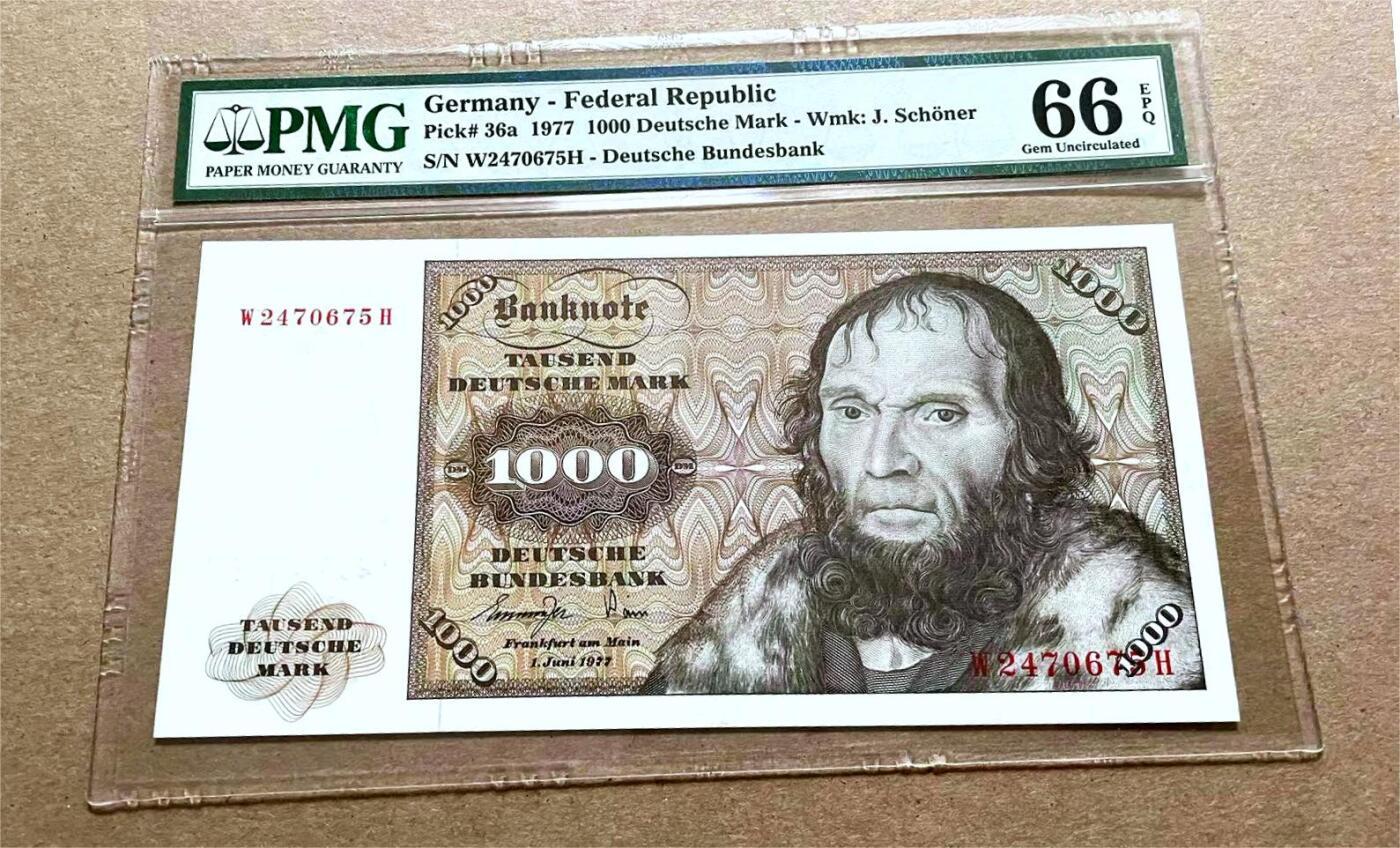 PMG
PAPER MONEY GUARANTY
Germany - Federal Republic
Pick# 36a 1977 1000 Deutsche Mark - Wmk: J. Schöner
S/N W2470675H - Deutsche Bundesbank
66
EPQ
Gem Uncirculated
W2470675H
1000
Banknote
TAUSEND
DEUTSCHE MARK
DM
1000
DM
DEUTSCHE
BUNDESBANK
Frankfurt am Main
1. Juni 1977
1000
1000
1000
W2470675H
TAUSEND
DEUTSCHE
MARK